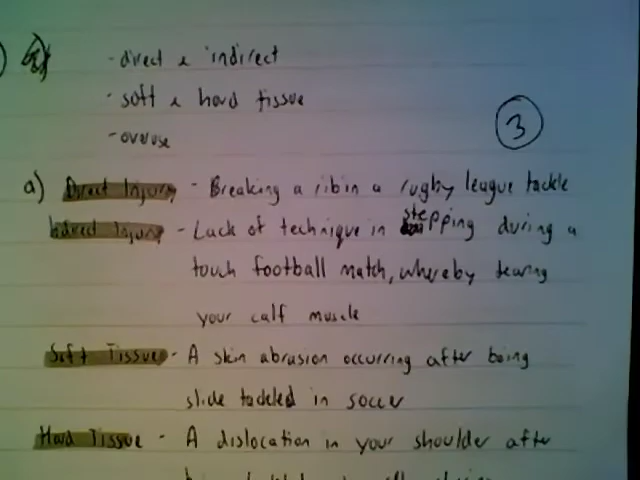 - direct & indirect
- soft & hard tissue
3
- overuse
a) Direct Injury - Breaking a rib in a rugby league tackle
Indirect Injury - Lack of technique in stepping during a
touch football match, whereby tearing
your calf muscle
Soft Tissue - A skin abrasion occurring after being
slide tackled in soccer
Hard Tissue - A dislocation in your shoulder after